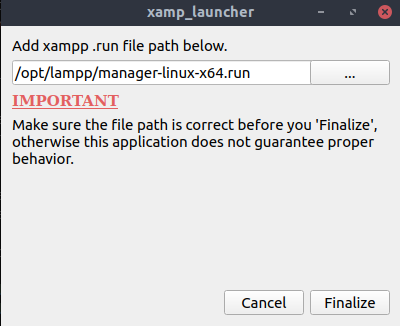 xamp_launcher
Add xampp .run file path below.
/opt/lampp/manager-linux-x64.run
...
IMPORTANT
Make sure the file path is correct before you 'Finalize',
otherwise this application does not guarantee proper
behavior.
Cancel
Finalize